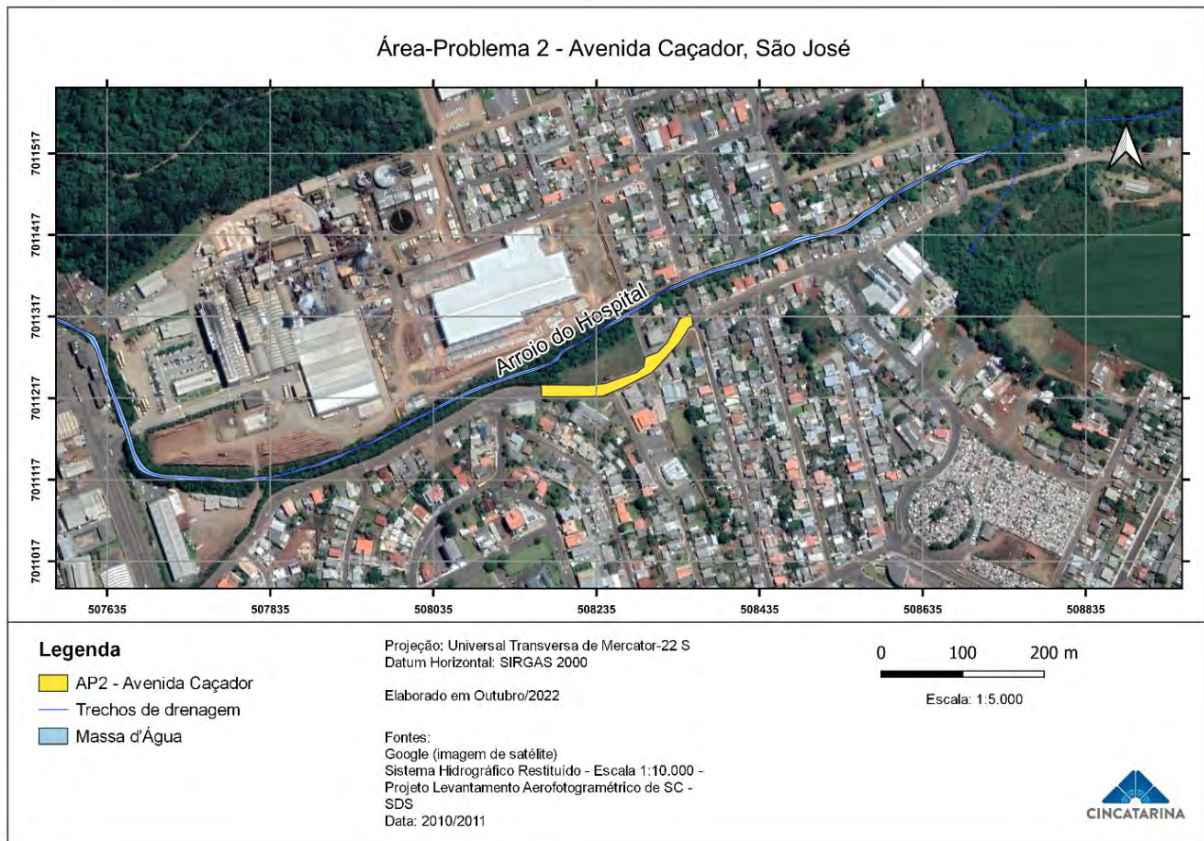 Área-Problema 2 - Avenida Caçador, São José
7011517
7011417
7011317
7011217
7011117
7011017
Arroio do Hospital
507635
507835
508035
508235
508435
508635
508835
Legenda
AP2 - Avenida Caçador
Trechos de drenagem
Massa d'Água
Projeção: Universal Transversa de Mercator-22 S
Datum Horizontal: SIRGAS 2000
Elaborado em Outubro/2022
Fontes:
Google (imagem de satélite)
Sistema Hidrográfico Restituído - Escala 1:10.000 -
Projeto Levantamento Aerofotogramétrico de SC -
SDS
Data: 2010/2011
0 100 200 m
Escala: 1:5.000
CINCATARINA